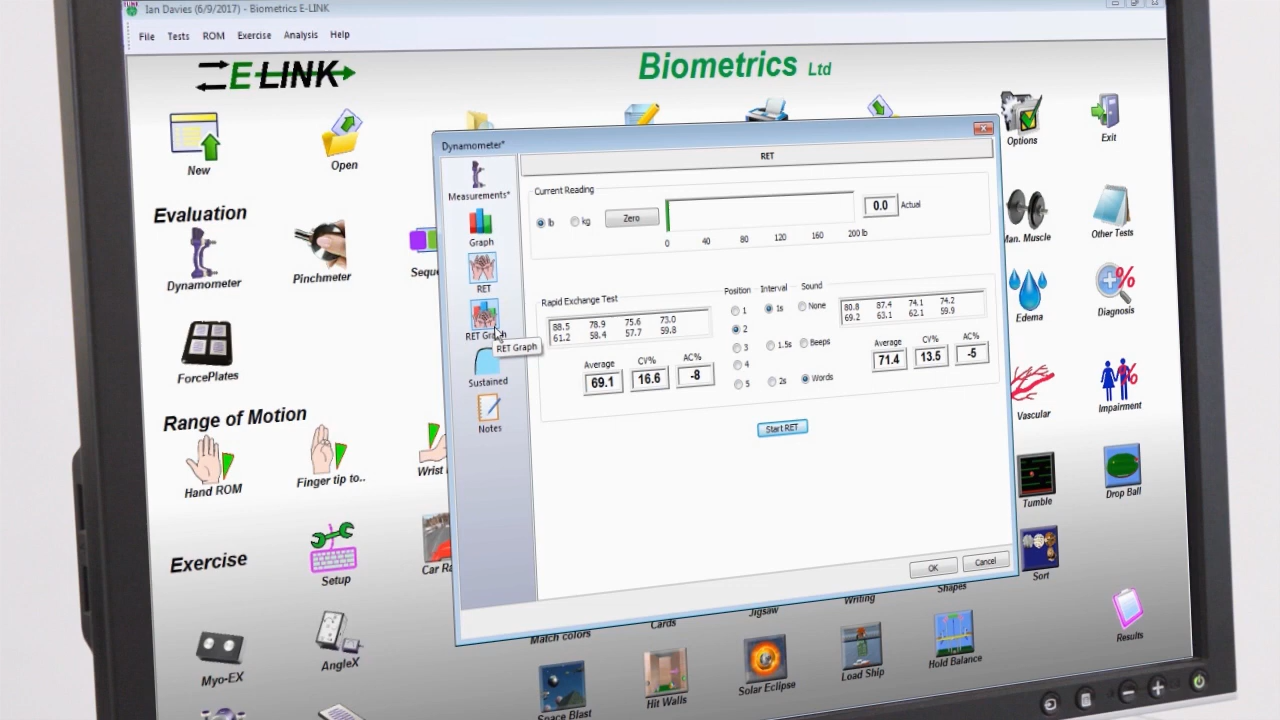 Ian Davies (6/9/2017) - Biometrics E-LINK
File Tests ROM Exercise Analysis Help
E-LINK
Biometrics Ltd
New
Open
Options
Exit
Evaluation
Dynamometer
Pinchmeter
Man. Muscle
Other Tests
ForcePlates
Edema
Diagnosis
Range of Motion
Vascular
Impairment
Hand ROM
Finger tip to..
Wrist
Tumble
Drop Ball
Exercise
Setup
Sort
Myo-EX
AngleX
Match colors
Cards
Jigsaw
Writing
Shapes
Results
Space Blast
Hit Walls
Solar Eclipse
Load Ship
Hold Balance
Dynamometer*
Measurements*
Graph
RET
RET Graph
RET Graph
Sustained
Notes
RET
Current Reading
lb kg Zero 0.0 Actual
0 40 80 120 160 200 lb
Rapid Exchange Test Position Interval Sound
88.5 78.9 75.6 73.0
61.2 58.4 57.7 59.8
Average CV% AC%
69.1 16.6 -8
1 1s None
2
3 1.5s Beeps
4
5 2s Words
80.8 87.4 74.1 74.2
69.2 63.1 62.1 59.9
Average CV% AC%
71.4 13.5 -5
Start RET
OK Cancel